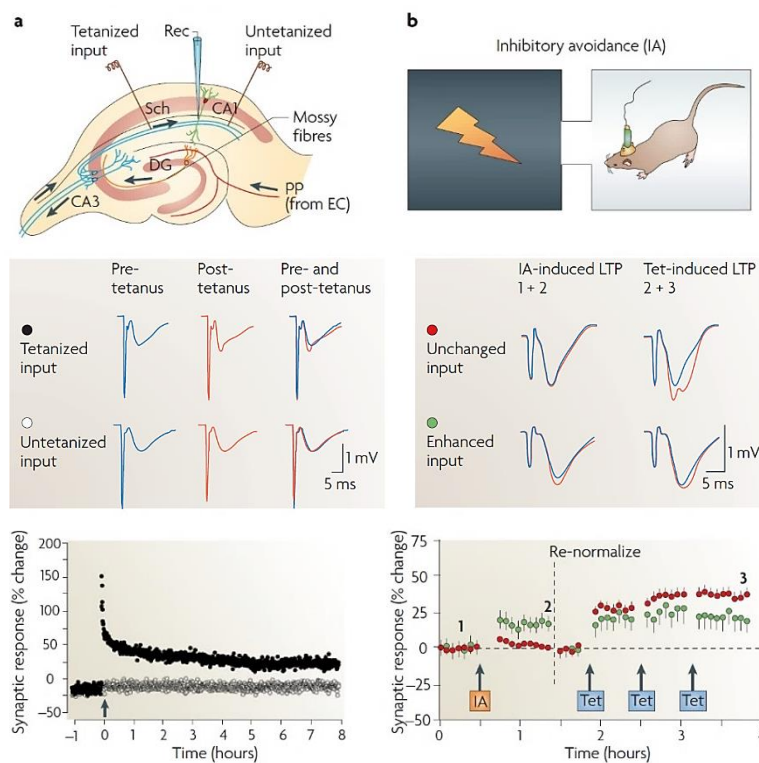 a
Tetanized
input
Rec
Untetanized
input
Sch
CA1
Mossy
fibres
DG
CA3
PP
(from EC)
Pre-
tetanus
Post-
tetanus
Pre- and
post-tetanus
Tetanized
input
Untetanized
input
1 mV
5 ms
Synaptic response (% change)
200
150
100
50
0
−50
−1 0 1 2 3 4 5 6 7 8
Time (hours)
b
Inhibitory avoidance (IA)
IA-induced LTP
1 + 2
Tet-induced LTP
2 + 3
Unchanged
input
Enhanced
input
1 mV
5 ms
Synaptic response (% change)
75
50
25
0
−25
50
Re-normalize
1
2
3
IA
Tet
Tet
Tet
0 1 2 3
Time (hours)